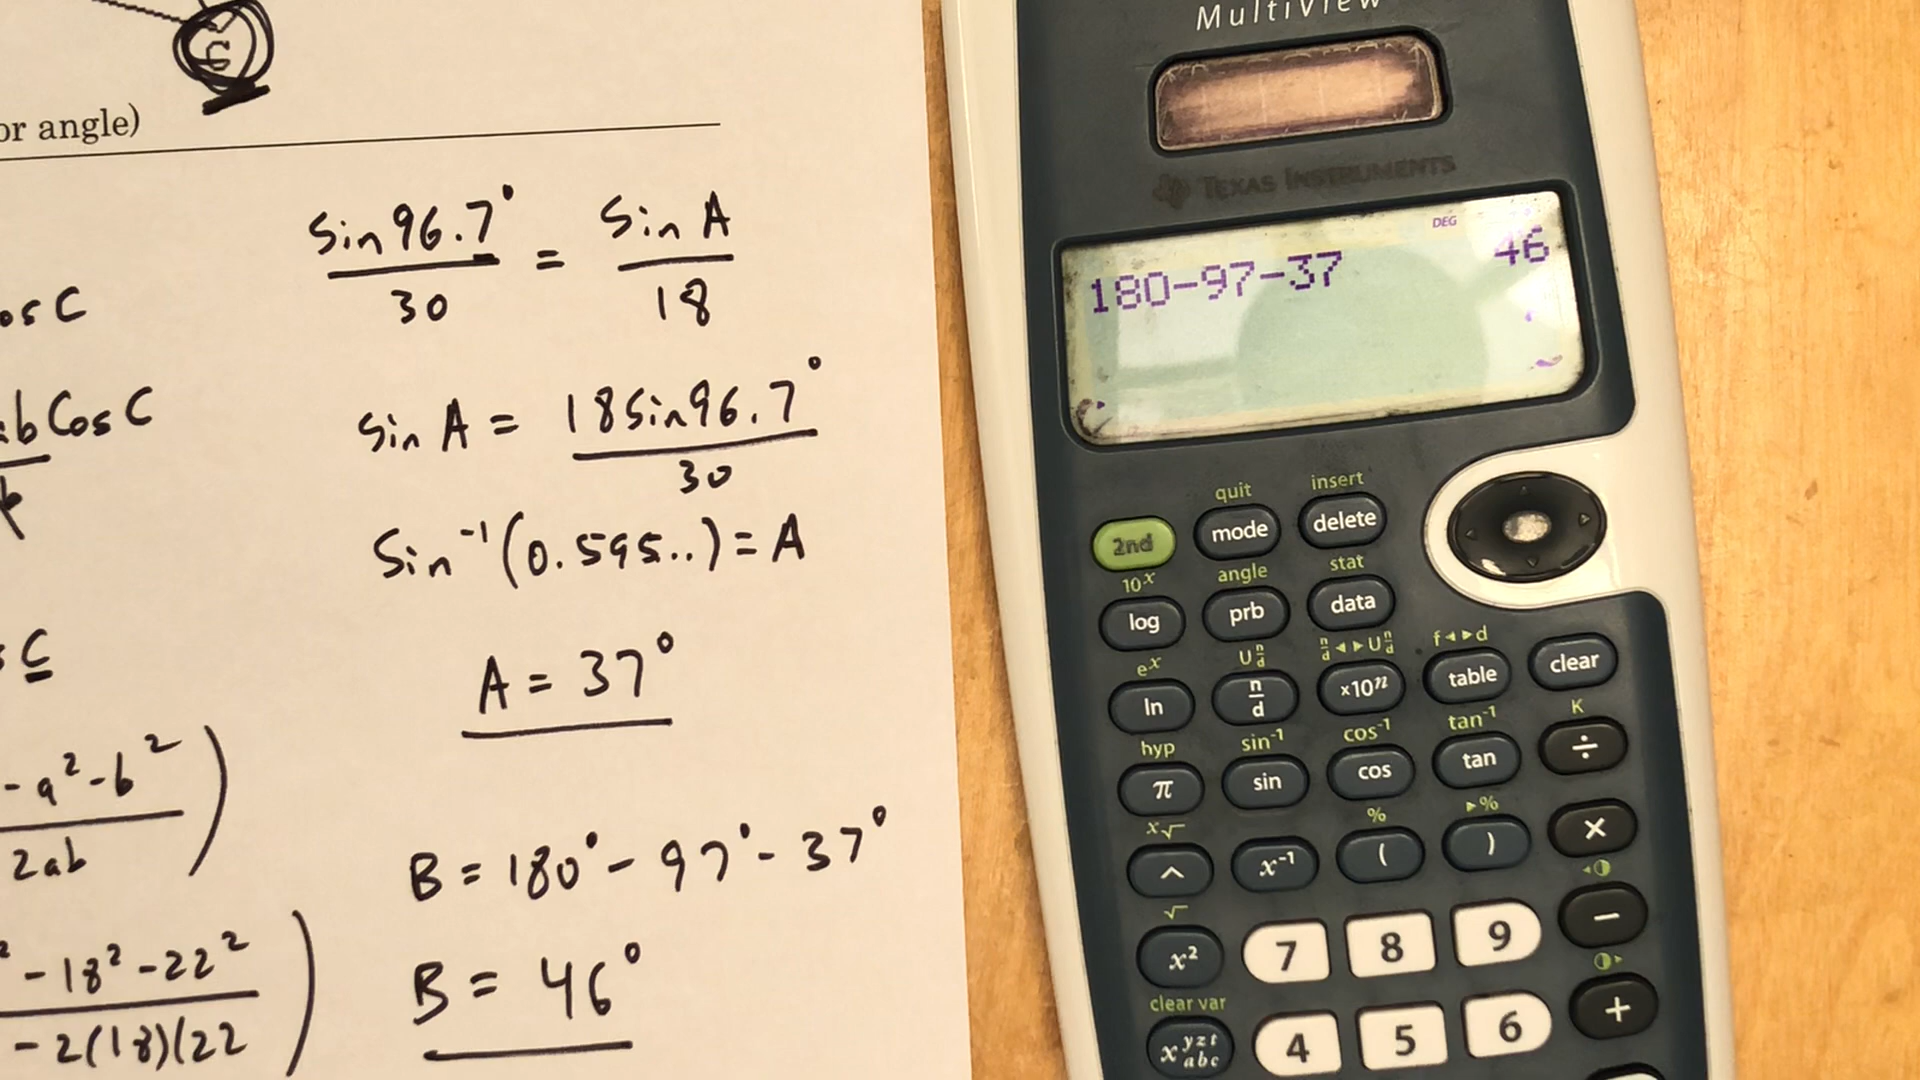 C
or angle)
os C
ab Cos C
C
- a² - b²
2ab
² - 18² - 22²
- 2(18)(22
sin 96.7° = sin A
30 18
sin A = 18 sin 96.7°
30
Sin⁻¹(0.595..) = A
A = 37°
B = 180° - 97° - 37°
B = 46°
MultiView
TEXAS INSTRUMENTS
DEG
180-97-37 46
quit insert
2nd mode delete
10ˣ angle stat
log prb data
eˣ U n/d n/d ◄►U n/d f◄►d
ln n/d ×10ⁿ table clear
hyp sin⁻¹ cos⁻¹ tan⁻¹ K
π sin cos tan ÷
ˣ√ % ►%
^ x⁻¹ ( ) ×
√ 7 8 9 −
x²
clear var
x yzt abc 4 5 6 +